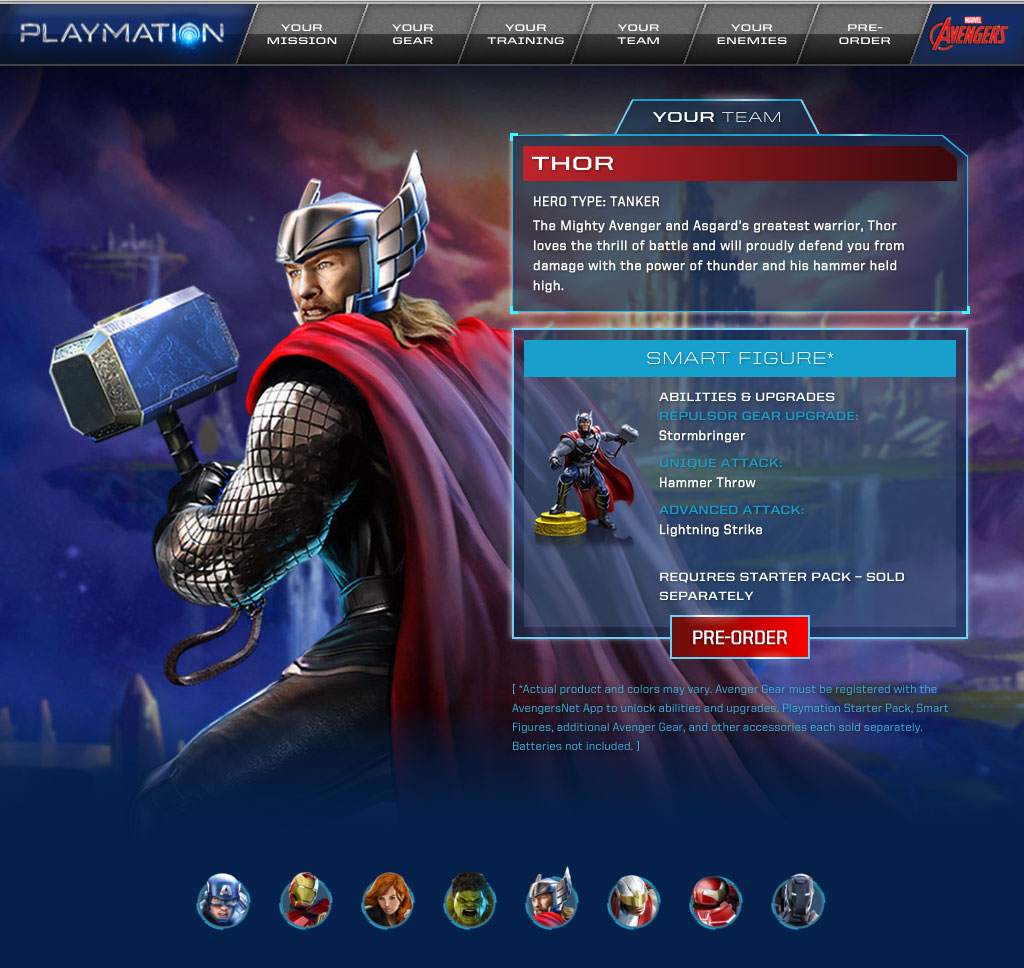 PLAYMATION
YOUR
MISSION
YOUR
GEAR
YOUR
TRAINING
YOUR
TEAM
YOUR
ENEMIES
PRE-
ORDER
MARVEL
AVENGERS
YOUR TEAM
THOR
HERO TYPE: TANKER
The Mighty Avenger and Asgard's greatest warrior, Thor
loves the thrill of battle and will proudly defend you from
damage with the power of thunder and his hammer held
high.
SMART FIGURE*
ABILITIES & UPGRADES
REPULSOR GEAR UPGRADE:
Stormbringer
UNIQUE ATTACK:
Hammer Throw
ADVANCED ATTACK:
Lightning Strike
REQUIRES STARTER PACK – SOLD
SEPARATELY
PRE-ORDER
[ *Actual product and colors may vary. Avenger Gear must be registered with the
AvengersNet App to unlock abilities and upgrades. Playmation Starter Pack, Smart
Figures, additional Avenger Gear, and other accessories each sold separately.
Batteries not included. ]